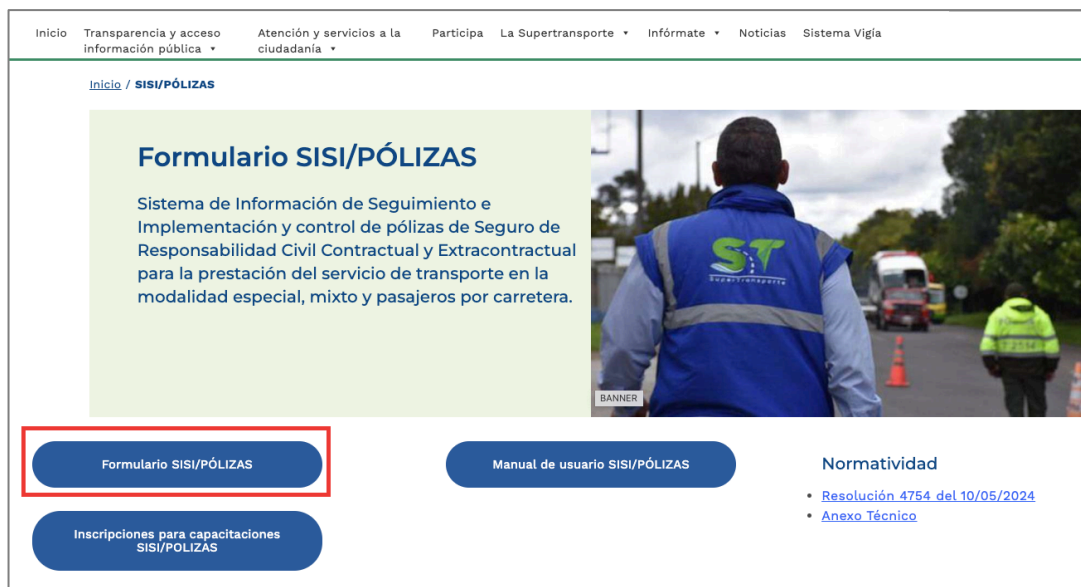 Inicio
Transparencia y acceso
información pública
Atención y servicios a la
ciudadanía
Participa
La Supertransporte
Infórmate
Noticias
Sistema Vigía
Inicio / SISI/PÓLIZAS
Formulario SISI/PÓLIZAS
Sistema de Información de Seguimiento e
Implementación y control de pólizas de Seguro de
Responsabilidad Civil Contractual y Extracontractual
para la prestación del servicio de transporte en la
modalidad especial, mixto y pasajeros por carretera.
ST
SuperTransporte
BANNER
Formulario SISI/PÓLIZAS
Manual de usuario SISI/PÓLIZAS
Inscripciones para capacitaciones
SISI/POLIZAS
Normatividad
Resolución 4754 del 10/05/2024
Anexo Técnico